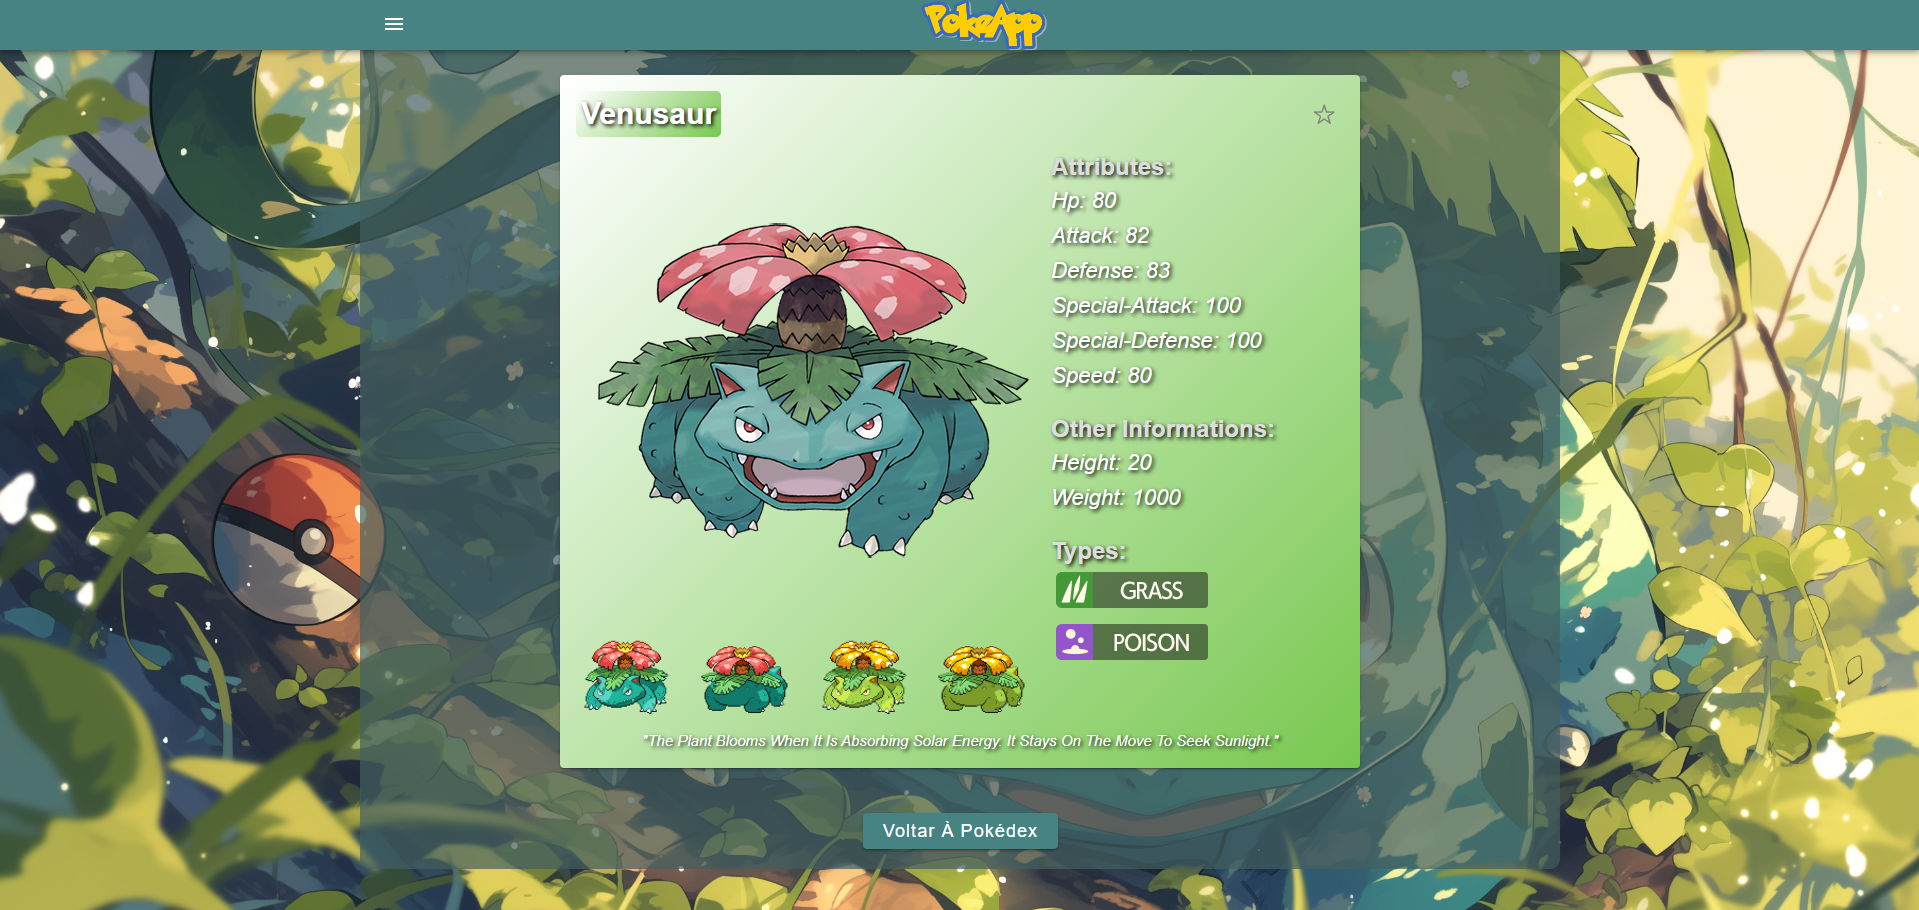 PokeApp
Venusaur
Attributes:
Hp: 80
Attack: 82
Defense: 83
Special-Attack: 100
Special-Defense: 100
Speed: 80
Other Informations:
Height: 20
Weight: 1000
Types:
GRASS
POISON
"The Plant Blooms When It Is Absorbing Solar Energy. It Stays On The Move To Seek Sunlight."
Voltar À Pokédex